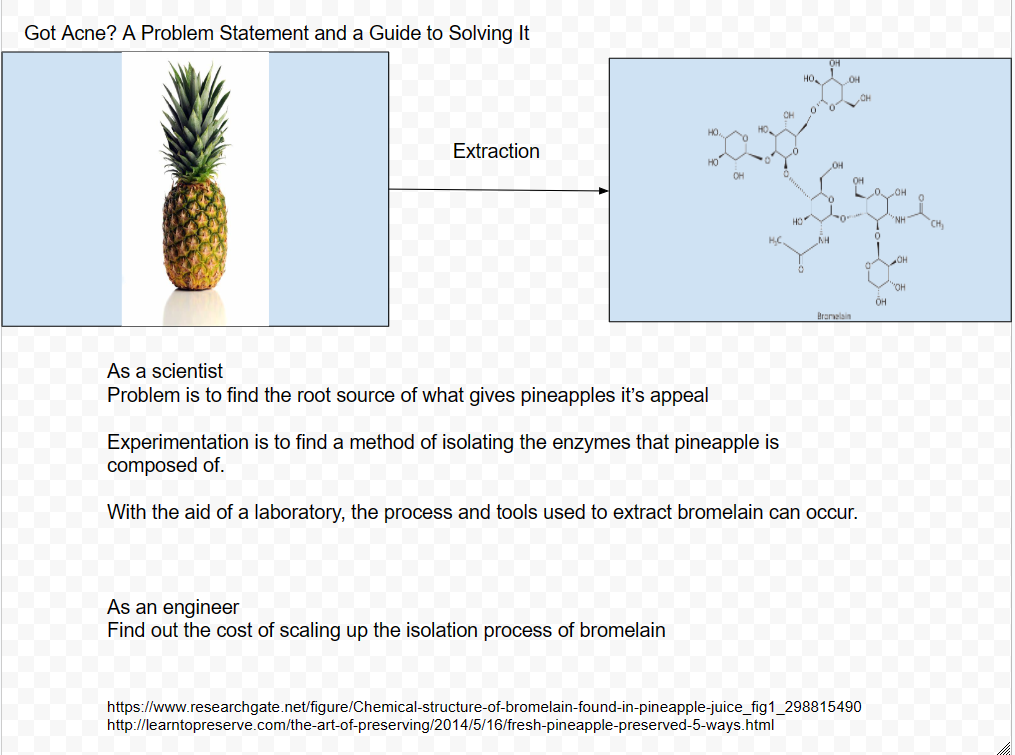 Got Acne? A Problem Statement and a Guide to Solving It
Extraction
OH
HO
OH
OH
O
O
OH
HO
O
HO
O
HO
O
OH
O
OH
O
HO
O
NH
H₃C
O
OH
O
OH
NH
O
CH₃
O
O
OH
OH
OH
Bromelain
As a scientist
Problem is to find the root source of what gives pineapples it's appeal
Experimentation is to find a method of isolating the enzymes that pineapple is
composed of.
With the aid of a laboratory, the process and tools used to extract bromelain can occur.
As an engineer
Find out the cost of scaling up the isolation process of bromelain
https://www.researchgate.net/figure/Chemical-structure-of-bromelain-found-in-pineapple-juice_fig1_298815490
http://learntopreserve.com/the-art-of-preserving/2014/5/16/fresh-pineapple-preserved-5-ways.html